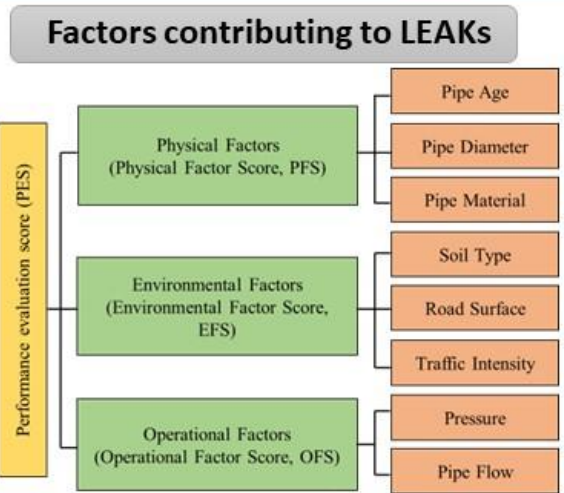 Factors contributing to LEAKs
Performance evaluation score (PES)
Physical Factors
(Physical Factor Score, PFS)
Pipe Age
Pipe Diameter
Pipe Material
Environmental Factors
(Environmental Factor Score,
EFS)
Soil Type
Road Surface
Traffic Intensity
Operational Factors
(Operational Factor Score, OFS)
Pressure
Pipe Flow